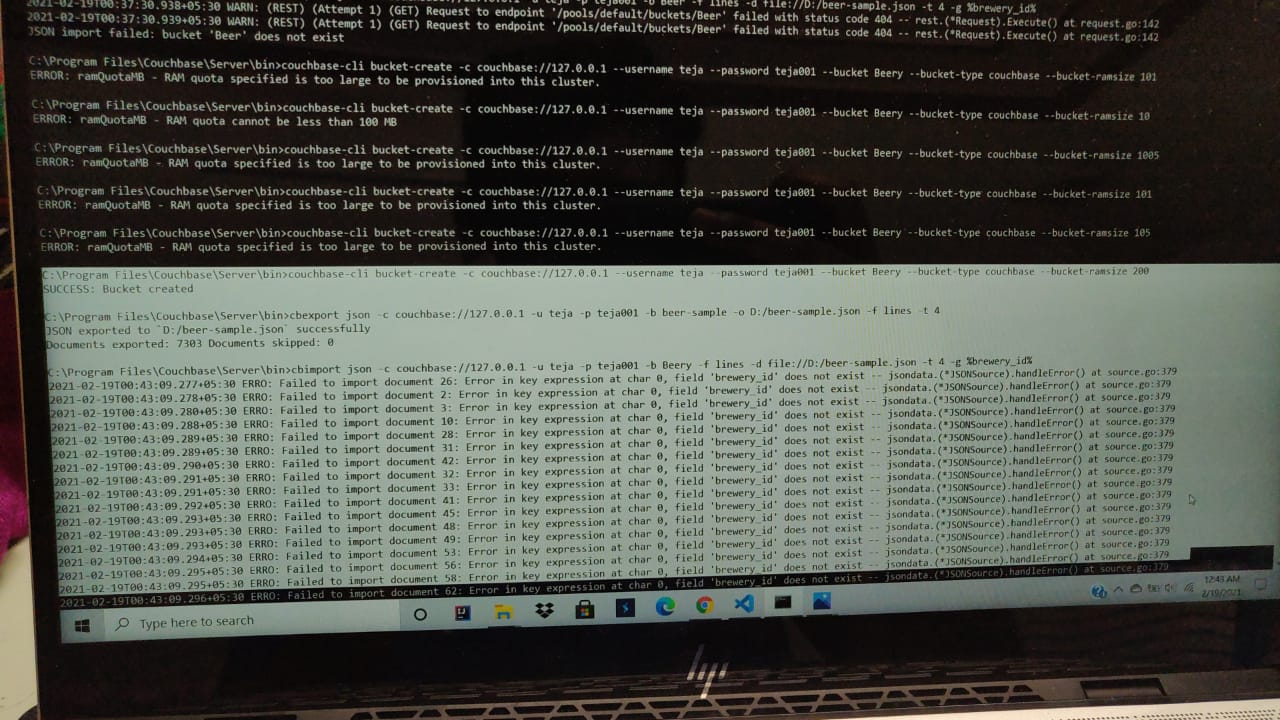 2021-02-19T00:37:30.938+05:30 WARN: (REST) (Attempt 1) (GET) Request to endpoint '/pools/default/buckets/Beer' failed with status code 404 -- rest.(*Request).Execute() at request.go:142
2021-02-19T00:37:30.939+05:30 WARN: (REST) (Attempt 1) (GET) Request to endpoint '/pools/default/buckets/Beer' failed with status code 404 -- rest.(*Request).Execute() at request.go:142
JSON import failed: bucket 'Beer' does not exist
C:\Program Files\Couchbase\Server\bin>couchbase-cli bucket-create -c couchbase://127.0.0.1 --username teja --password teja001 --bucket Beery --bucket-type couchbase --bucket-ramsize 101
ERROR: ramQuotaMB - RAM quota specified is too large to be provisioned into this cluster.
C:\Program Files\Couchbase\Server\bin>couchbase-cli bucket-create -c couchbase://127.0.0.1 --username teja --password teja001 --bucket Beery --bucket-type couchbase --bucket-ramsize 10
ERROR: ramQuotaMB - RAM quota cannot be less than 100 MB
C:\Program Files\Couchbase\Server\bin>couchbase-cli bucket-create -c couchbase://127.0.0.1 --username teja --password teja001 --bucket Beery --bucket-type couchbase --bucket-ramsize 1005
ERROR: ramQuotaMB - RAM quota specified is too large to be provisioned into this cluster.
C:\Program Files\Couchbase\Server\bin>couchbase-cli bucket-create -c couchbase://127.0.0.1 --username teja --password teja001 --bucket Beery --bucket-type couchbase --bucket-ramsize 101
ERROR: ramQuotaMB - RAM quota specified is too large to be provisioned into this cluster.
C:\Program Files\Couchbase\Server\bin>couchbase-cli bucket-create -c couchbase://127.0.0.1 --username teja --password teja001 --bucket Beery --bucket-type couchbase --bucket-ramsize 105
ERROR: ramQuotaMB - RAM quota specified is too large to be provisioned into this cluster.
C:\Program Files\Couchbase\Server\bin>couchbase-cli bucket-create -c couchbase://127.0.0.1 --username teja --password teja001 --bucket Beery --bucket-type couchbase --bucket-ramsize 200
SUCCESS: Bucket created
C:\Program Files\Couchbase\Server\bin>cbexport json -c couchbase://127.0.0.1 -u teja -p teja001 -b beer-sample -o D:/beer-sample.json -f lines -t 4
JSON exported to `D:/beer-sample.json` successfully
Documents exported: 7303 Documents skipped: 0
C:\Program Files\Couchbase\Server\bin>cbimport json -c couchbase://127.0.0.1 -u teja -p teja001 -b Beery -f lines -d file://D:/beer-sample.json -t 4 -g %brewery_id%
2021-02-19T00:43:09.277+05:30 ERRO: Failed to import document 26: Error in key expression at char 0, field 'brewery_id' does not exist -- jsondata.(*JSONSource).handleError() at source.go:379
2021-02-19T00:43:09.278+05:30 ERRO: Failed to import document 2: Error in key expression at char 0, field 'brewery_id' does not exist -- jsondata.(*JSONSource).handleError() at source.go:379
2021-02-19T00:43:09.280+05:30 ERRO: Failed to import document 3: Error in key expression at char 0, field 'brewery_id' does not exist -- jsondata.(*JSONSource).handleError() at source.go:379
2021-02-19T00:43:09.288+05:30 ERRO: Failed to import document 10: Error in key expression at char 0, field 'brewery_id' does not exist -- jsondata.(*JSONSource).handleError() at source.go:379
2021-02-19T00:43:09.289+05:30 ERRO: Failed to import document 28: Error in key expression at char 0, field 'brewery_id' does not exist -- jsondata.(*JSONSource).handleError() at source.go:379
2021-02-19T00:43:09.289+05:30 ERRO: Failed to import document 31: Error in key expression at char 0, field 'brewery_id' does not exist -- jsondata.(*JSONSource).handleError() at source.go:379
2021-02-19T00:43:09.290+05:30 ERRO: Failed to import document 42: Error in key expression at char 0, field 'brewery_id' does not exist -- jsondata.(*JSONSource).handleError() at source.go:379
2021-02-19T00:43:09.291+05:30 ERRO: Failed to import document 32: Error in key expression at char 0, field 'brewery_id' does not exist -- jsondata.(*JSONSource).handleError() at source.go:379
2021-02-19T00:43:09.291+05:30 ERRO: Failed to import document 33: Error in key expression at char 0, field 'brewery_id' does not exist -- jsondata.(*JSONSource).handleError() at source.go:379
2021-02-19T00:43:09.292+05:30 ERRO: Failed to import document 41: Error in key expression at char 0, field 'brewery_id' does not exist -- jsondata.(*JSONSource).handleError() at source.go:379
2021-02-19T00:43:09.293+05:30 ERRO: Failed to import document 45: Error in key expression at char 0, field 'brewery_id' does not exist -- jsondata.(*JSONSource).handleError() at source.go:379
2021-02-19T00:43:09.293+05:30 ERRO: Failed to import document 48: Error in key expression at char 0, field 'brewery_id' does not exist -- jsondata.(*JSONSource).handleError() at source.go:379
2021-02-19T00:43:09.293+05:30 ERRO: Failed to import document 49: Error in key expression at char 0, field 'brewery_id' does not exist -- jsondata.(*JSONSource).handleError() at source.go:379
2021-02-19T00:43:09.294+05:30 ERRO: Failed to import document 53: Error in key expression at char 0, field 'brewery_id' does not exist -- jsondata.(*JSONSource).handleError() at source.go:379
2021-02-19T00:43:09.295+05:30 ERRO: Failed to import document 56: Error in key expression at char 0, field 'brewery_id' does not exist -- jsondata.(*JSONSource).handleError() at source.go:379
2021-02-19T00:43:09.295+05:30 ERRO: Failed to import document 58: Error in key expression at char 0, field 'brewery_id' does not exist -- jsondata.(*JSONSource).handleError() at source.go:379
2021-02-19T00:43:09.296+05:30 ERRO: Failed to import document 62: Error in key expression at char 0, field 'brewery_id' does not exist -- jsondata.(*JSONSource).handleError() at source.go:379
Type here to search
12:43 AM
2/19/2021
hp